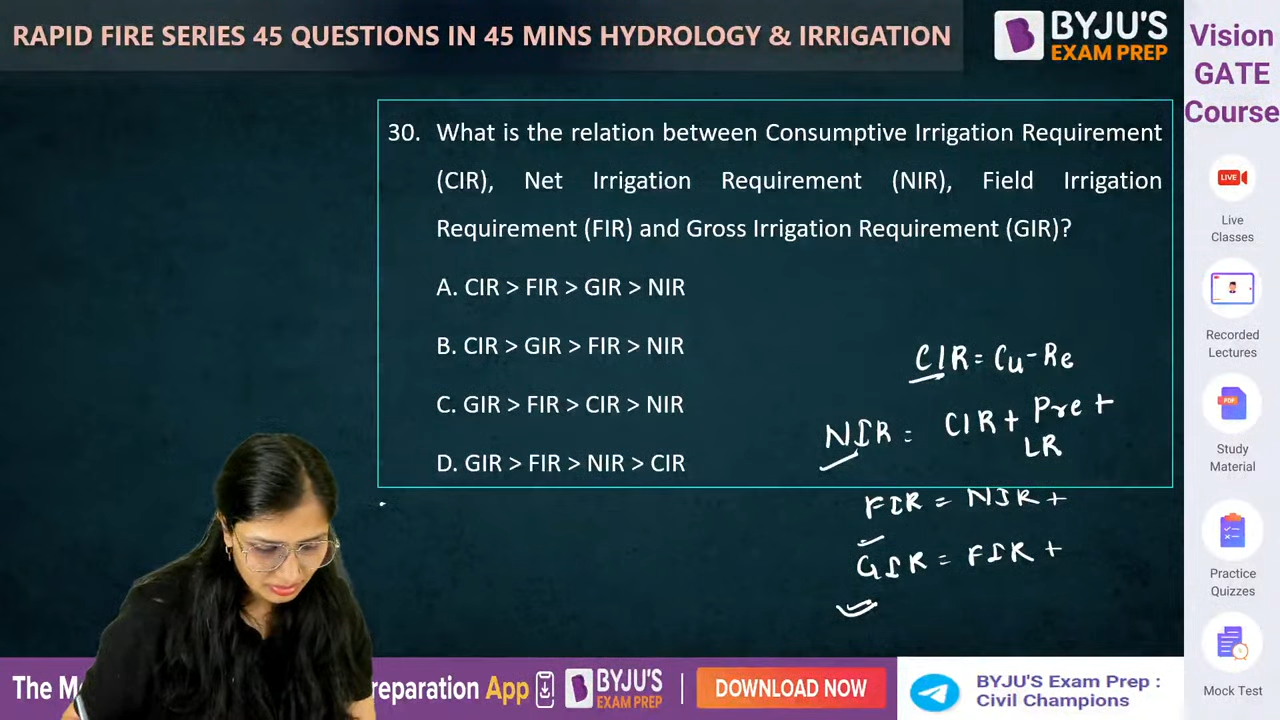 RAPID FIRE SERIES 45 QUESTIONS IN 45 MINS HYDROLOGY & IRRIGATION
BYJU'S
EXAM PREP
Vision
GATE
Course
30. What is the relation between Consumptive Irrigation Requirement
(CIR), Net Irrigation Requirement (NIR), Field Irrigation
Requirement (FIR) and Gross Irrigation Requirement (GIR)?
A. CIR > FIR > GIR > NIR
B. CIR > GIR > FIR > NIR
C. GIR > FIR > CIR > NIR
D. GIR > FIR > NIR > CIR
CIR = Cu - Re
NIR = CIR + Pre +
LR
FIR = NIR +
GIR = FIR +
LIVE
Live
Classes
Recorded
Lectures
PDF
Study
Material
Practice
Quizzes
Mock Test
The M
reparation App
BYJU'S
EXAM PREP
DOWNLOAD NOW
BYJU'S Exam Prep :
Civil Champions